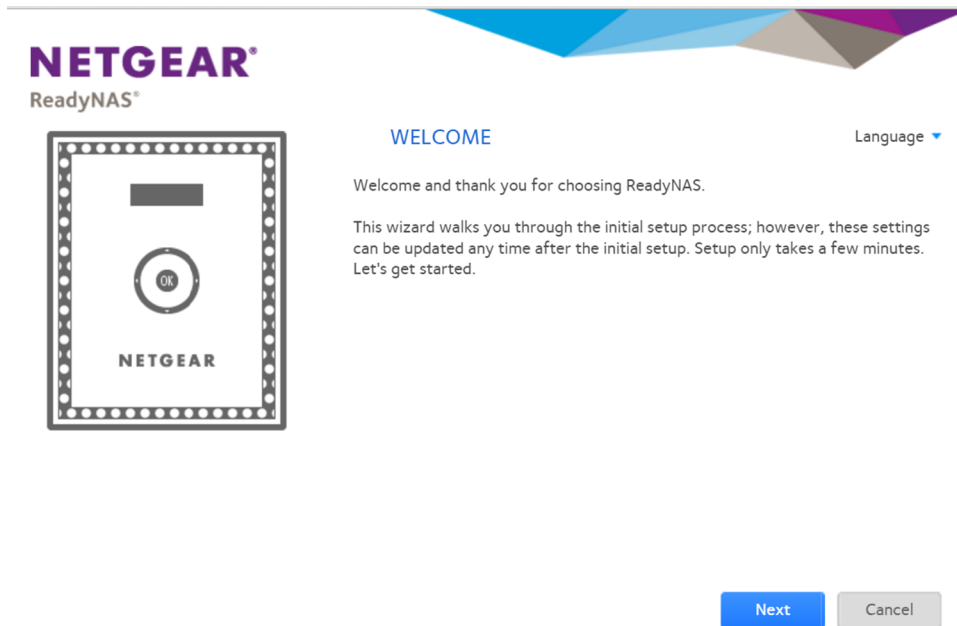 NETGEAR®
ReadyNAS®
WELCOME
Language
Welcome and thank you for choosing ReadyNAS.
This wizard walks you through the initial setup process; however, these settings
can be updated any time after the initial setup. Setup only takes a few minutes.
Let's get started.
OK
NETGEAR
Next
Cancel